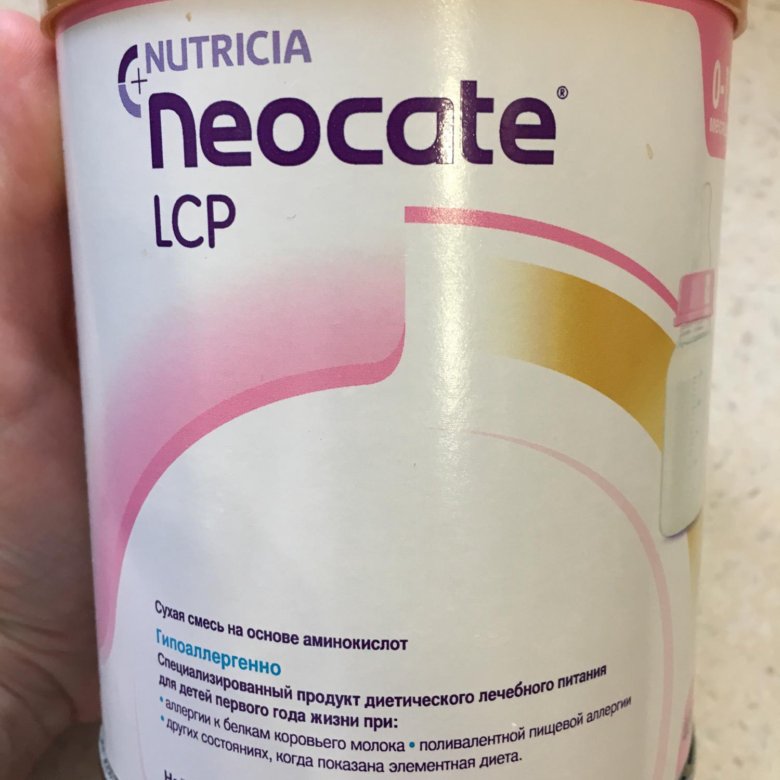 NUTRICIA
neocate®
LCP
0-
Сухая смесь на основе аминокислот
Гипоаллергенно
Специализированный продукт диетического лечебного питания
для детей первого года жизни при:
• аллергии к белкам коровьего молока • поливалентной пищевой аллергии
• других состояниях, когда показана элементная диета.